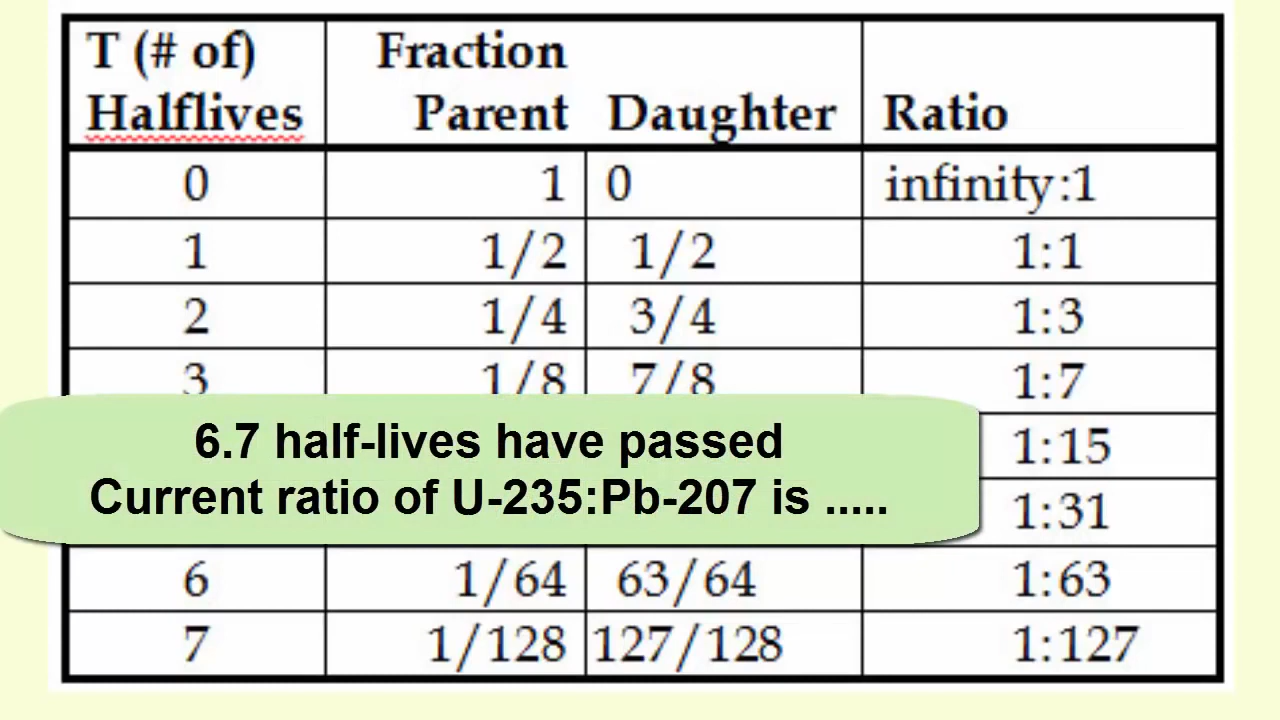 T (# of) Fraction
Halflives Parent Daughter Ratio
0 1 0 infinity:1
1 1/2 1/2 1:1
2 1/4 3/4 1:3
3 1/8 7/8 1:7
1:15
6.7 half-lives have passed
Current ratio of U-235:Pb-207 is .....
1:31
6 1/64 63/64 1:63
7 1/128 127/128 1:127